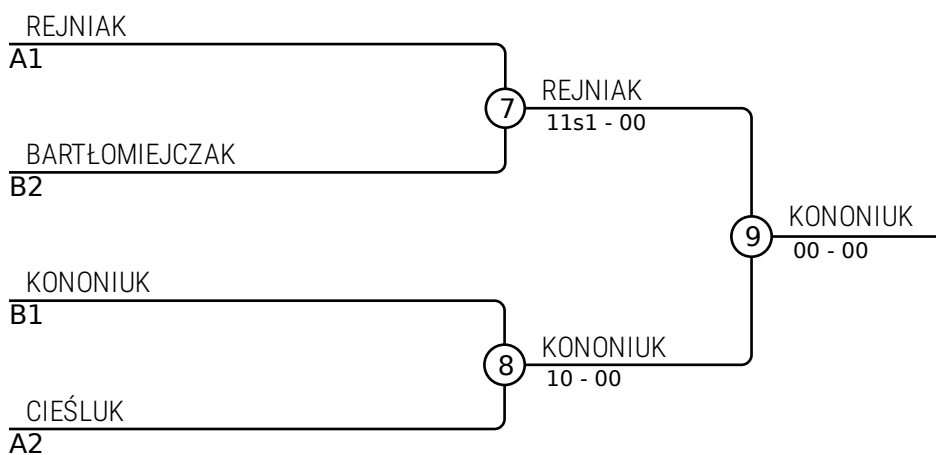 REJNIAK
A1
7
REJNIAK
11s1 - 00
BARTŁOMIEJCZAK
B2
9
KONONIUK
00 - 00
KONONIUK
B1
8
KONONIUK
10 - 00
CIEŚLUK
A2